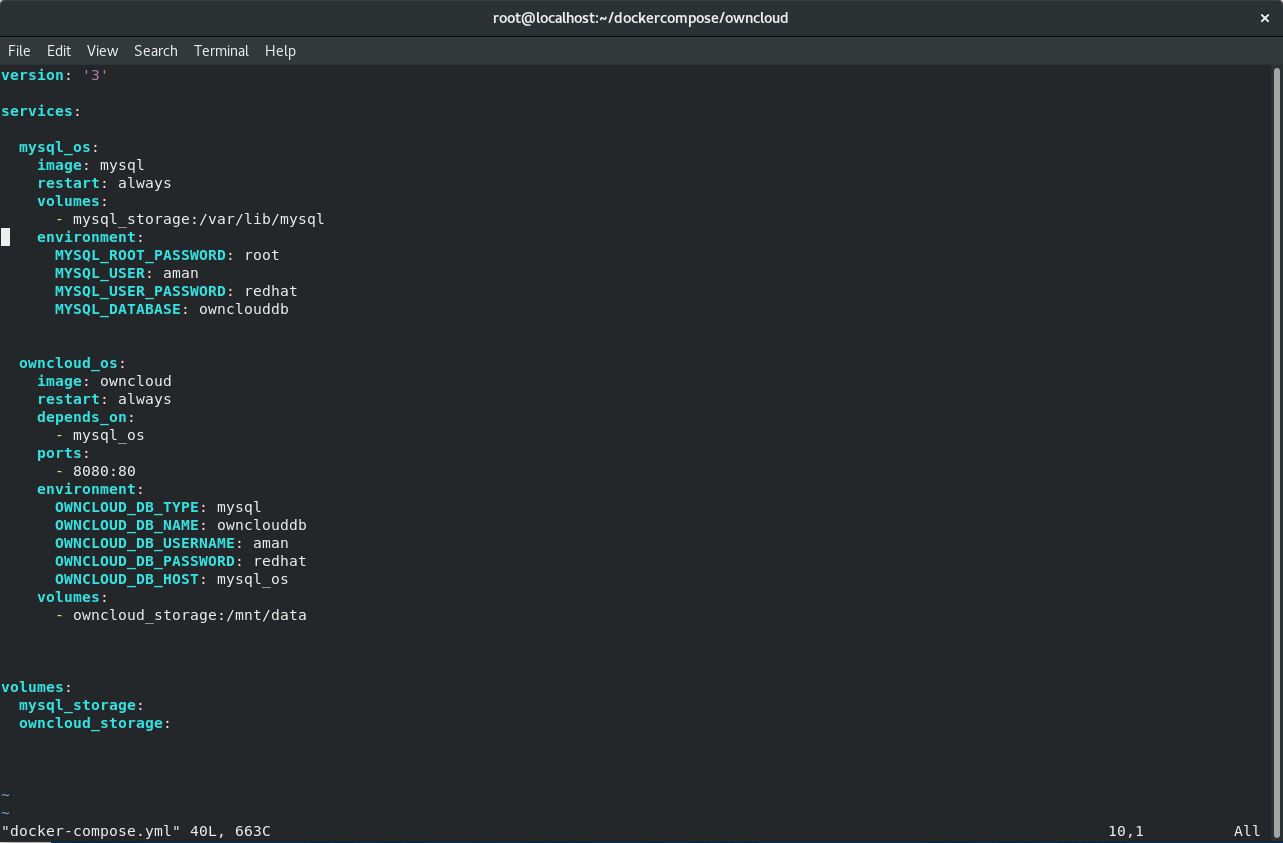 root@localhost:~/dockercompose/owncloud
File Edit View Search Terminal Help
version: '3'

services:

  mysql_os:
    image: mysql
    restart: always
    volumes:
      - mysql_storage:/var/lib/mysql
    environment:
      MYSQL_ROOT_PASSWORD: root
      MYSQL_USER: aman
      MYSQL_USER_PASSWORD: redhat
      MYSQL_DATABASE: ownclouddb

  owncloud_os:
    image: owncloud
    restart: always
    depends_on:
      - mysql_os
    ports:
      - 8080:80
    environment:
      OWNCLOUD_DB_TYPE: mysql
      OWNCLOUD_DB_NAME: ownclouddb
      OWNCLOUD_DB_USERNAME: aman
      OWNCLOUD_DB_PASSWORD: redhat
      OWNCLOUD_DB_HOST: mysql_os
    volumes:
      - owncloud_storage:/mnt/data

volumes:
  mysql_storage:
  owncloud_storage:

~
~
"docker-compose.yml" 40L, 663C 10,1 All